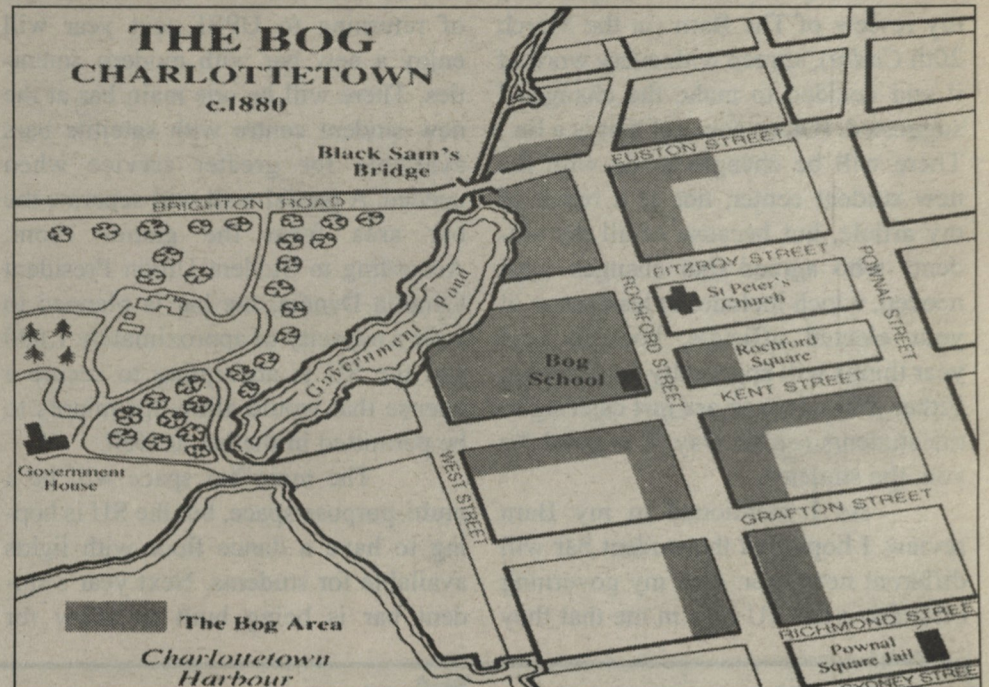 THE BOG
CHARLOTTETOWN
c.1880
Black Sam's
Bridge
EUSTON STREET
BRIGHTON ROAD
FITZROY STREET
POWNAL STREET
ROCHFORD STREET
St Peter's
Church
Government Pond
Rochford
Square
Bog
School
KENT STREET
Government
House
WEST STREET
GRAFTON STREET
The Bog Area
RICHMOND STREE
Pownal
Square Jail
Charlottetown
Harbour
SYDNEY STREE